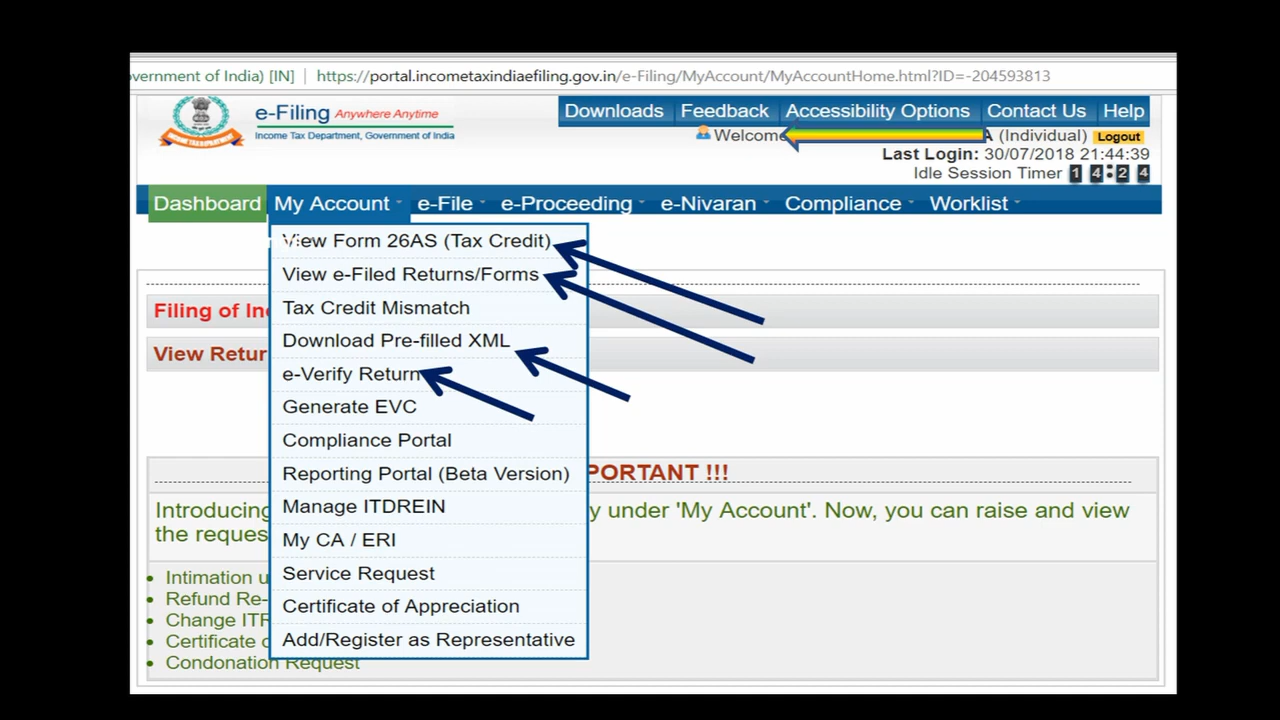 vernment of India) [IN] | https://portal.incometaxindiaefiling.gov.in/e-Filing/MyAccount/MyAccountHome.html?ID=-204593813
e-Filing Anywhere Anytime
Income Tax Department, Government of India
Downloads Feedback Accessibility Options Contact Us Help
Welcome A (Individual) Logout
Last Login: 30/07/2018 21:44:39
Idle Session Timer 1 4 : 2 4
Dashboard My Account e-File e-Proceeding e-Nivaran Compliance Worklist
View Form 26AS (Tax Credit)
View e-Filed Returns/Forms
Tax Credit Mismatch
Download Pre-filled XML
e-Verify Return
Generate EVC
Compliance Portal
Reporting Portal (Beta Version)
Manage ITDREIN
My CA / ERI
Service Request
Certificate of Appreciation
Add/Register as Representative
Filing of In
View Retur
PORTANT !!!
Introducing y under 'My Account'. Now, you can raise and view
the reques
Intimation u
Refund Re-
Change ITR
Certificate
Condonation Request